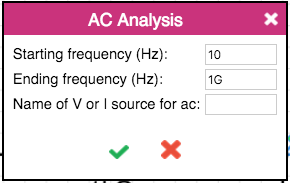 AC Analysis
Starting frequency (Hz): 10
Ending frequency (Hz): 1G
Name of V or I source for ac: